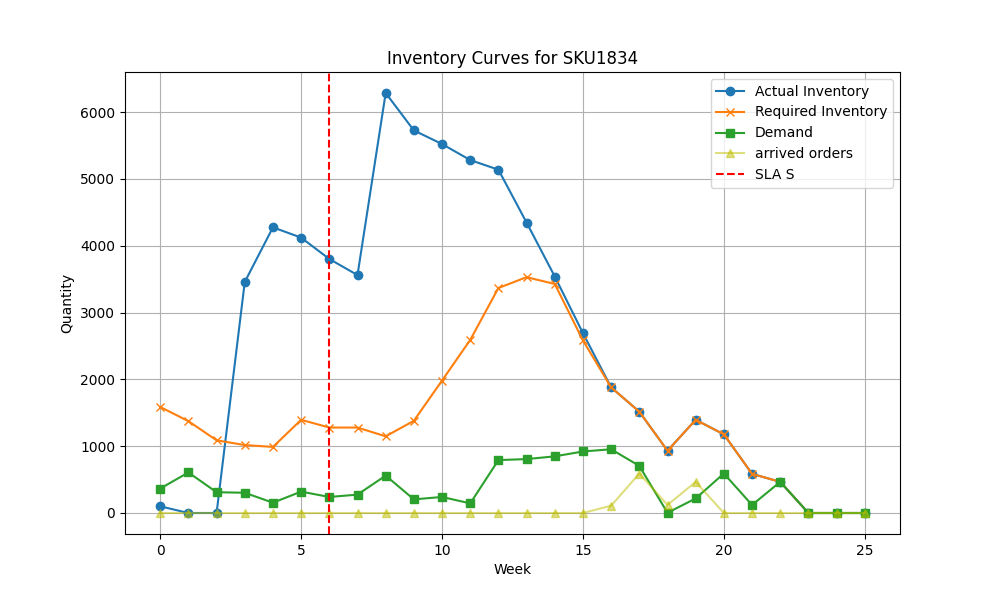 Inventory Curves for SKU1834
Actual Inventory
Required Inventory
Demand
arrived orders
SLA S
Quantity
6000
5000
4000
3000
2000
1000
0
0
5
10
15
20
25
Week